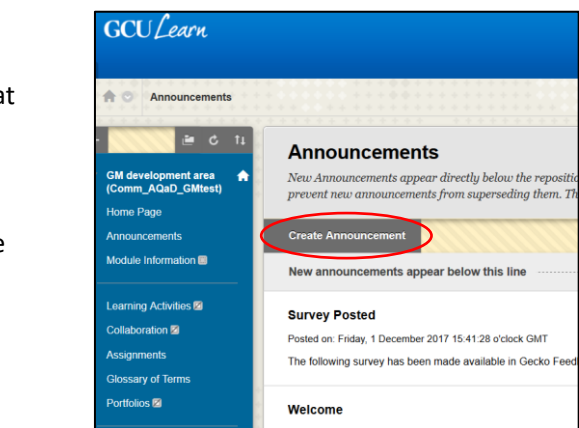 GCU Learn
at
Announcements
GM development area
(Comm_AQaD_GMtest)
Home Page
Announcements
Module Information
e
Learning Activities
Collaboration
Assignments
Glossary of Terms
Portfolios
Announcements
New Announcements appear directly below the
prevent new announcements from superseding them.
Create Announcement
New announcements appear below this line
Survey Posted
Posted on: Friday, 1 December 2017 15:41:28 o'clock GMT
The following survey has been made available in Gecko
Welcome